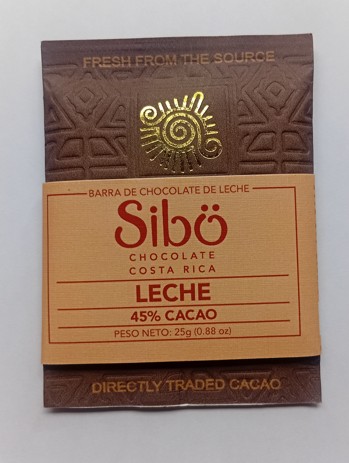 FRESH FROM THE SOURCE
BARRA DE CHOCOLATE DE LECHE
Sibö
CHOCOLATE
COSTA RICA
LECHE
45% CACAO
PESO NETO: 25g (0.88 oz)
DIRECTLY TRADED CACAO